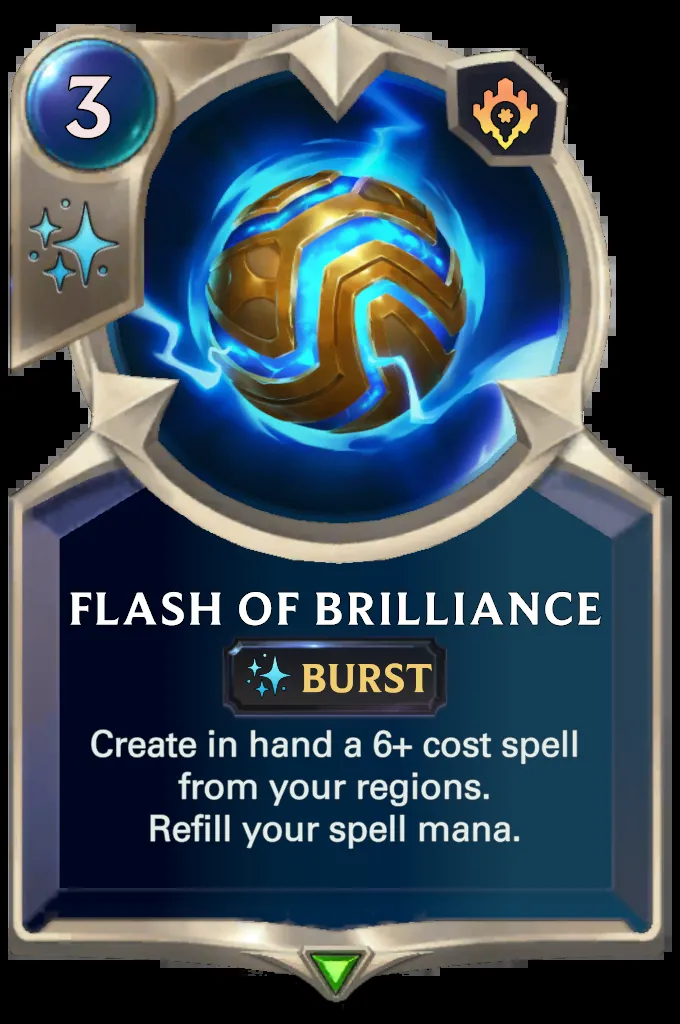 3
FLASH OF BRILLIANCE
BURST
Create in hand a 6+ cost spell
from your regions.
Refill your spell mana.